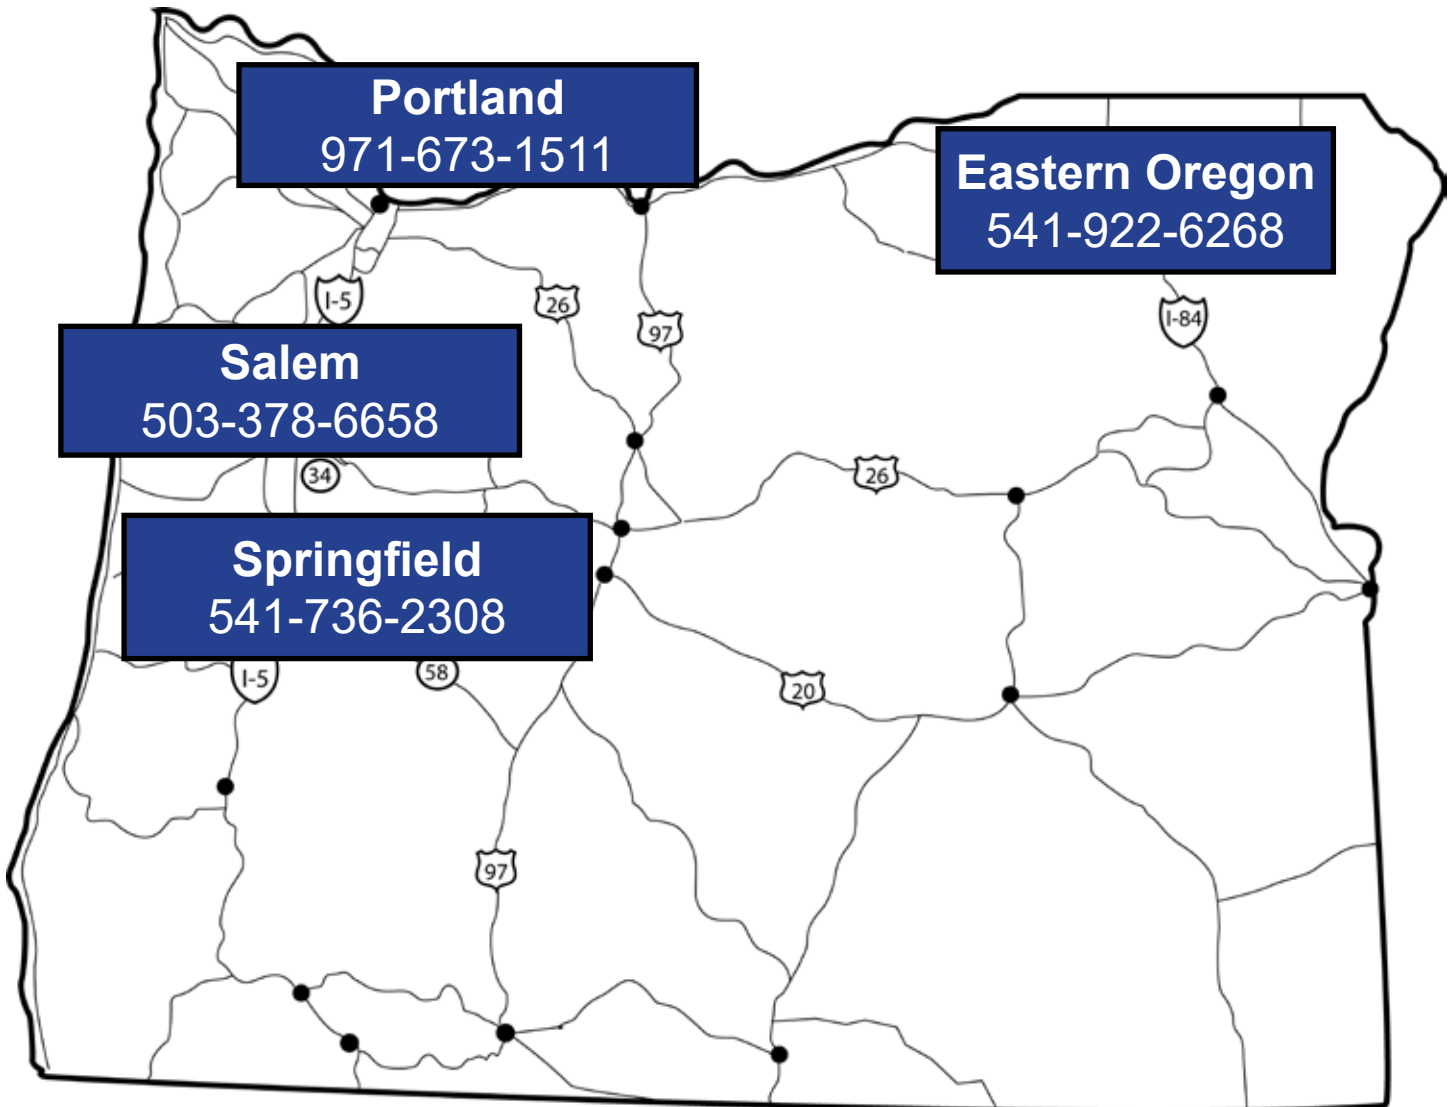 Portland
971-673-1511
Eastern Oregon
541-922-6268
I-5
26
97
I-84
Salem
503-378-6658
34
26
Springfield
541-736-2308
I-5
58
20
97